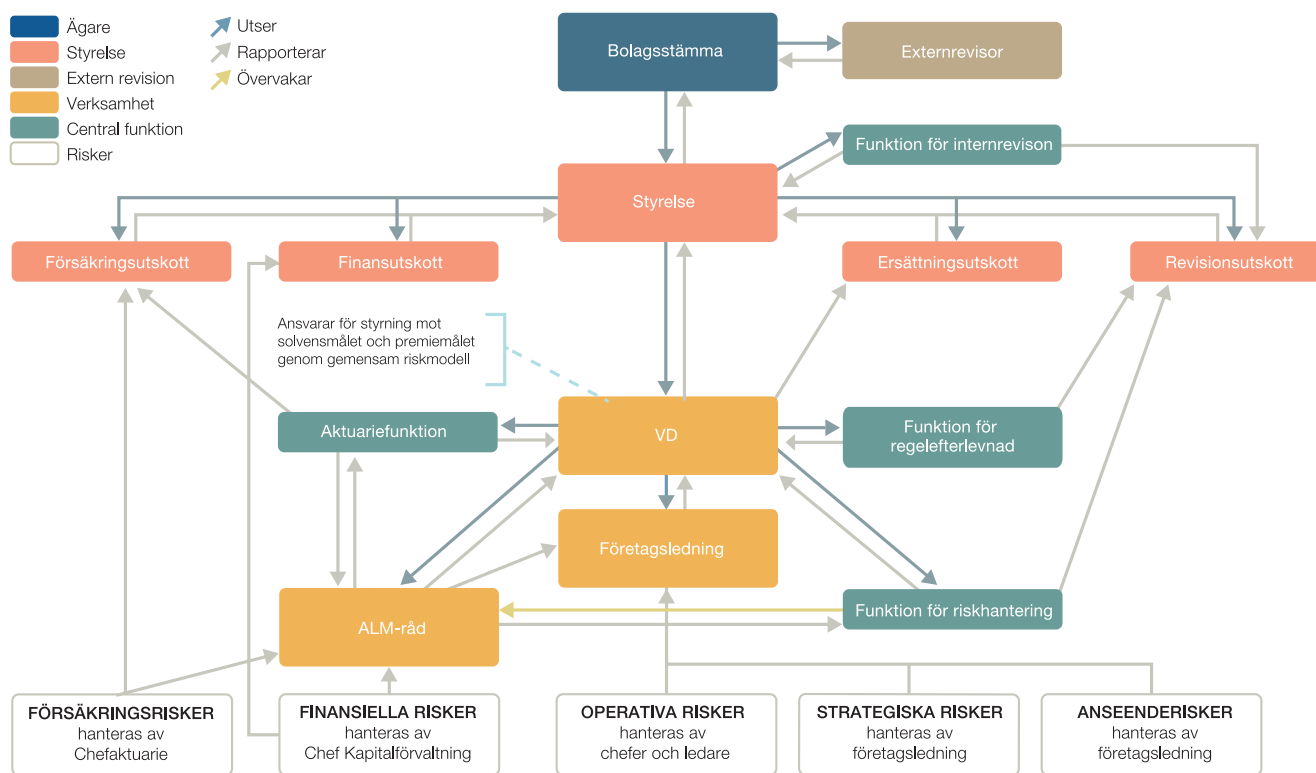 Ägare
Styrelse
Extern revision
Verksamhet
Central funktion
Risker
Utser
Rapporterar
Övervakar
Bolagsstämma
Externrevisor
Funktion för internrevison
Styrelse
Försäkringsutskott
Finansutskott
Ersättningsutskott
Revisionsutskott
Ansvarar för styrning mot
solvensmålet och premiemålet
genom gemensam riskmodell
Aktuariefunktion
VD
Funktion för
regelefterlevnad
Företagsledning
ALM-råd
Funktion för riskhantering
FÖRSÄKRINGSRISKER
hanteras av
Chefaktuarie
FINANSIELLA RISKER
hanteras av
Chef Kapitalförvaltning
OPERATIVA RISKER
hanteras av
chefer och ledare
STRATEGISKA RISKER
hanteras av
företagsledning
ANSEENDERISKER
hanteras av
företagsledning